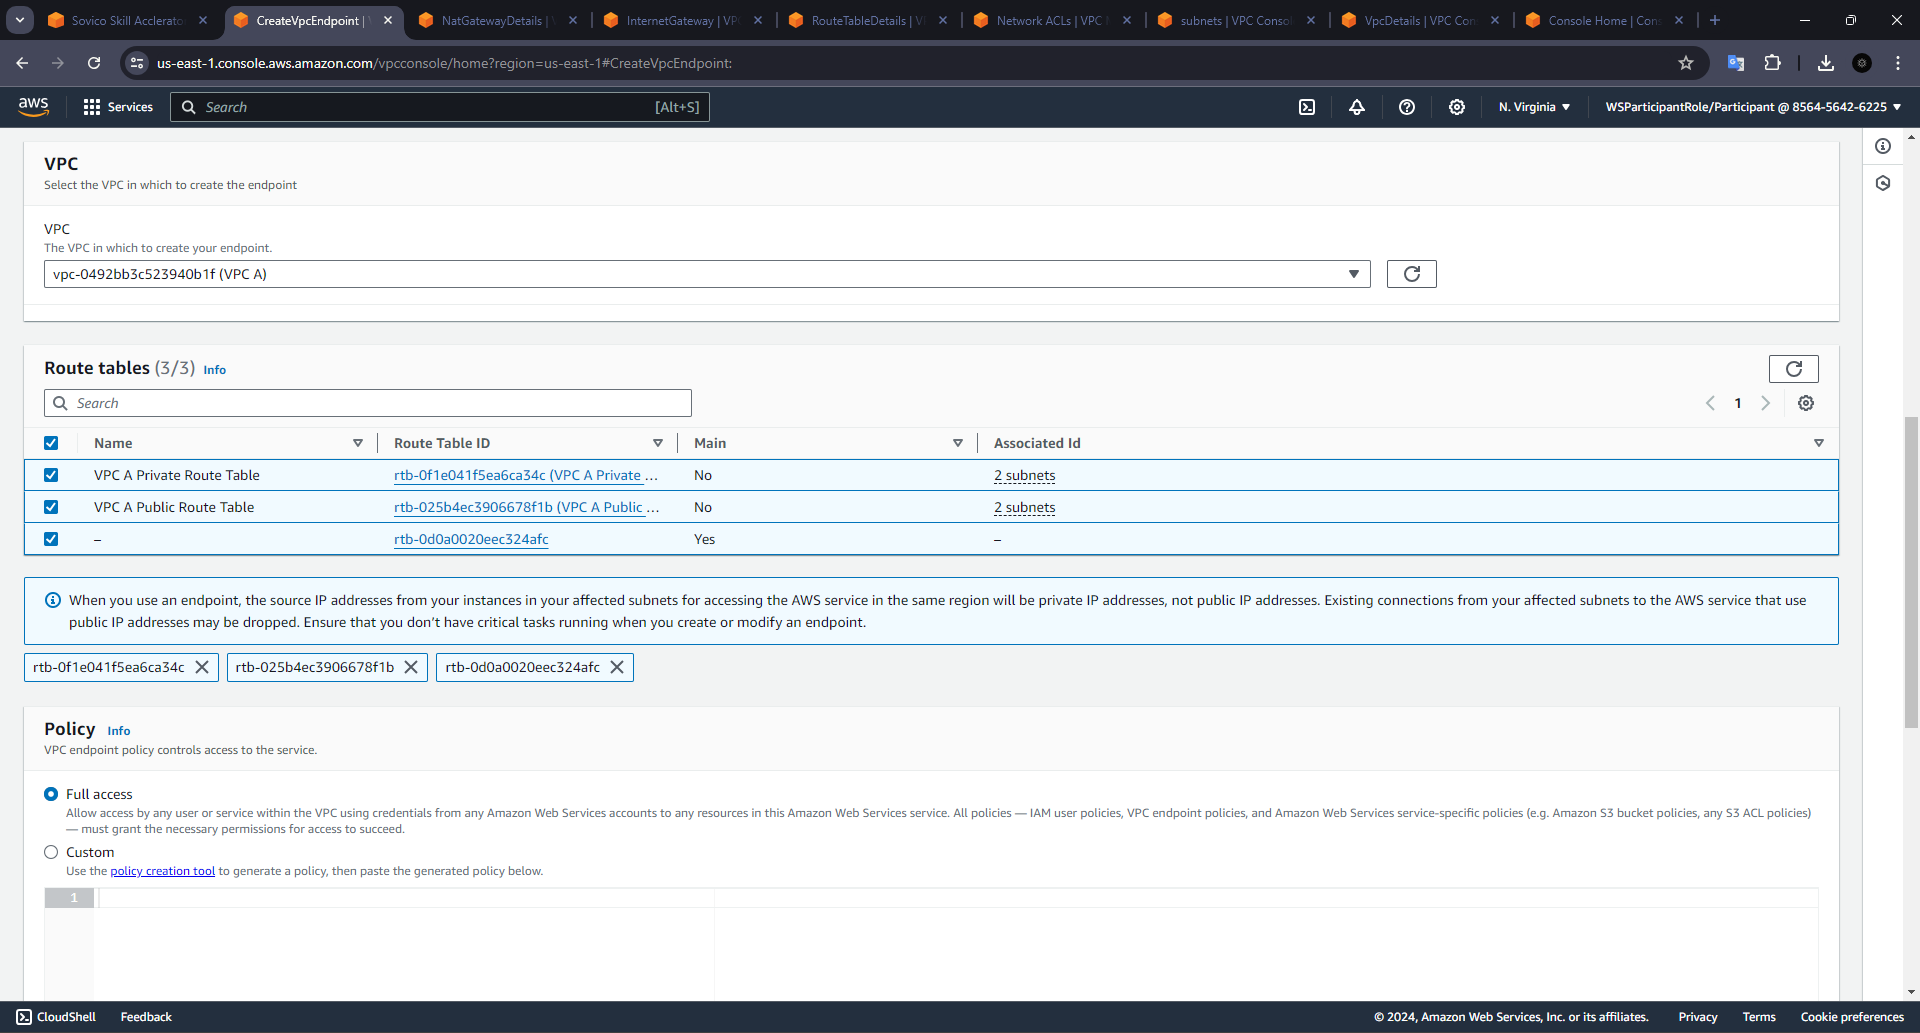 Sovico Skill Acclerato
CreateVpcEndpoint |
NatGatewayDetails |
InternetGateway | VP
RouteTableDetails | V
Network ACLs | VPC
subnets | VPC Conso
VpcDetails | VPC Con
Console Home | Con
us-east-1.console.aws.amazon.com/vpcconsole/home?region=us-east-1#CreateVpcEndpoint:
aws
Services
Search
[Alt+S]
N. Virginia
WSParticipantRole/Participant @ 8564-5642-6225
VPC
Select the VPC in which to create the endpoint
VPC
The VPC in which to create your endpoint.
vpc-0492bb3c523940b1f (VPC A)
Route tables (3/3) Info
Search
1
Name Route Table ID Main Associated Id
VPC A Private Route Table rtb-0f1e041f5ea6ca34c (VPC A Private ... No 2 subnets
VPC A Public Route Table rtb-025b4ec3906678f1b (VPC A Public ... No 2 subnets
– rtb-0d0a0020eec324afc Yes –
When you use an endpoint, the source IP addresses from your instances in your affected subnets for accessing the AWS service in the same region will be private IP addresses, not public IP addresses. Existing connections from your affected subnets to the AWS service that use
public IP addresses may be dropped. Ensure that you don't have critical tasks running when you create or modify an endpoint.
rtb-0f1e041f5ea6ca34c rtb-025b4ec3906678f1b rtb-0d0a0020eec324afc
Policy Info
VPC endpoint policy controls access to the service.
Full access
Allow access by any user or service within the VPC using credentials from any Amazon Web Services accounts to any resources in this Amazon Web Services service. All policies — IAM user policies, VPC endpoint policies, and Amazon Web Services service-specific policies (e.g. Amazon S3 bucket policies, any S3 ACL policies)
— must grant the necessary permissions for access to succeed.
Custom
Use the policy creation tool to generate a policy, then paste the generated policy below.
1
CloudShell Feedback © 2024, Amazon Web Services, Inc. or its affiliates. Privacy Terms Cookie preferences